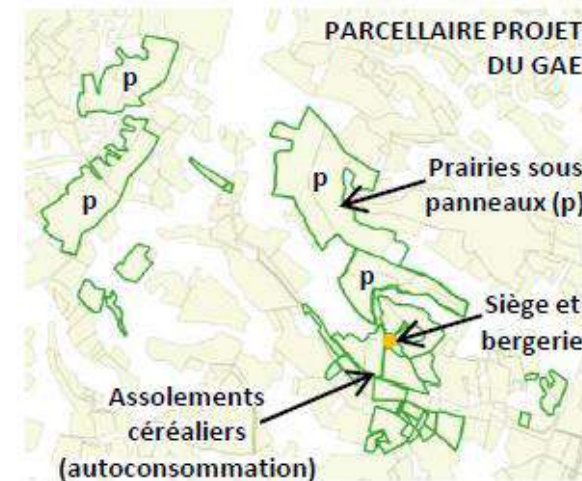 PARCELLAIRE PROJET
DU GAE
p
p
p
Prairies sous
panneaux (p)
p
Siège et
bergerie
Assolements
céréaliers
(autoconsommation)